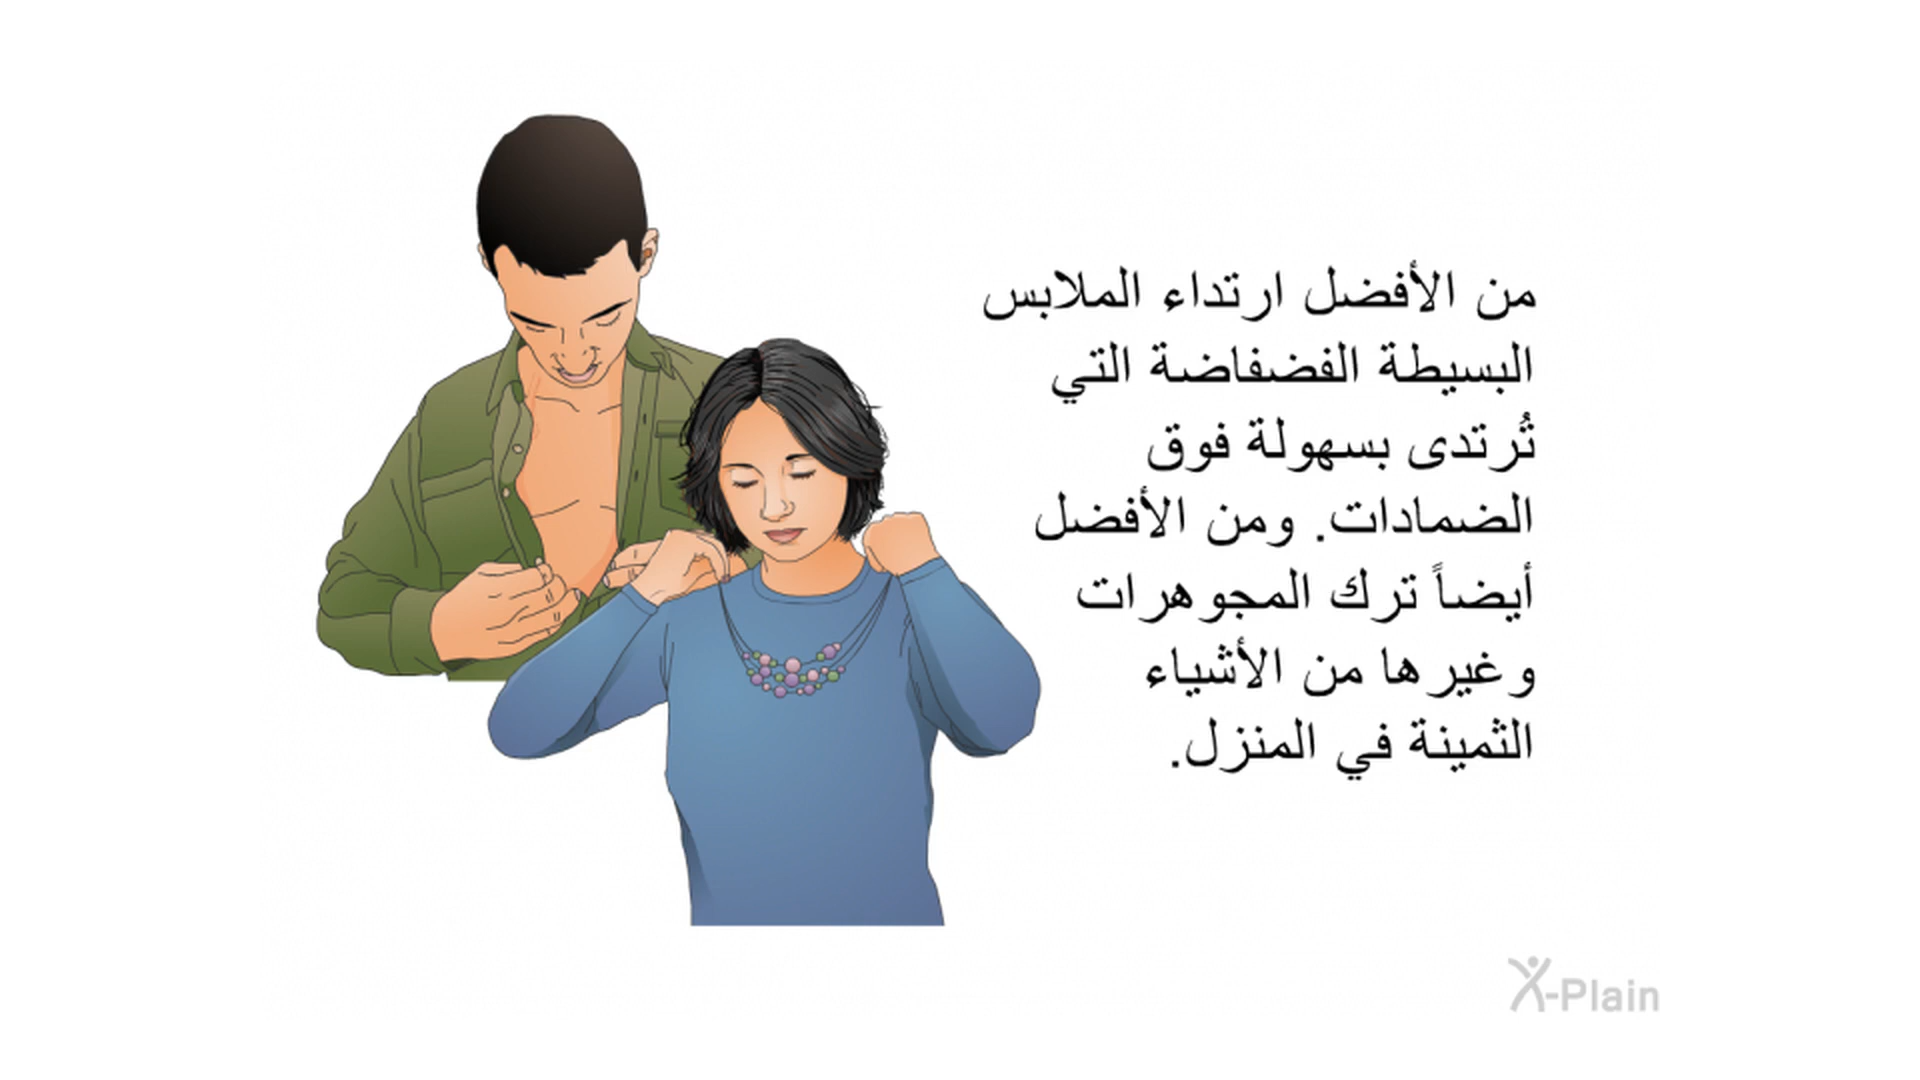 من الأفضل ارتداء الملابس
البسيطة الفضفاضة التي
تُرتدى بسهولة فوق
الضمادات. ومن الأفضل
أيضاً ترك المجوهرات
وغيرها من الأشياء
الثمينة في المنزل.
X-Plain